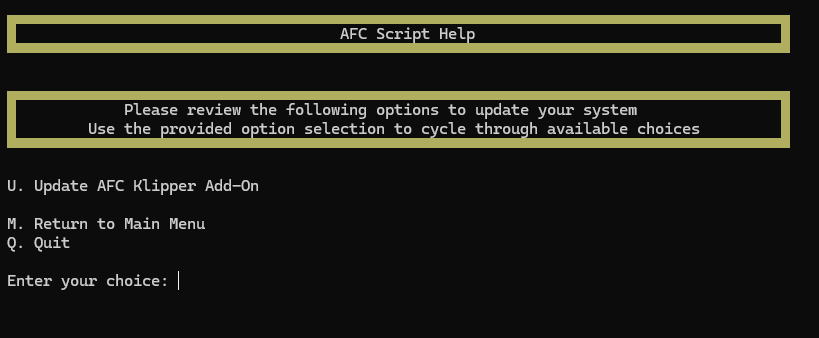 AFC Script Help
Please review the following options to update your system
Use the provided option selection to cycle through available choices
U. Update AFC Klipper Add-On
M. Return to Main Menu
Q. Quit
Enter your choice: